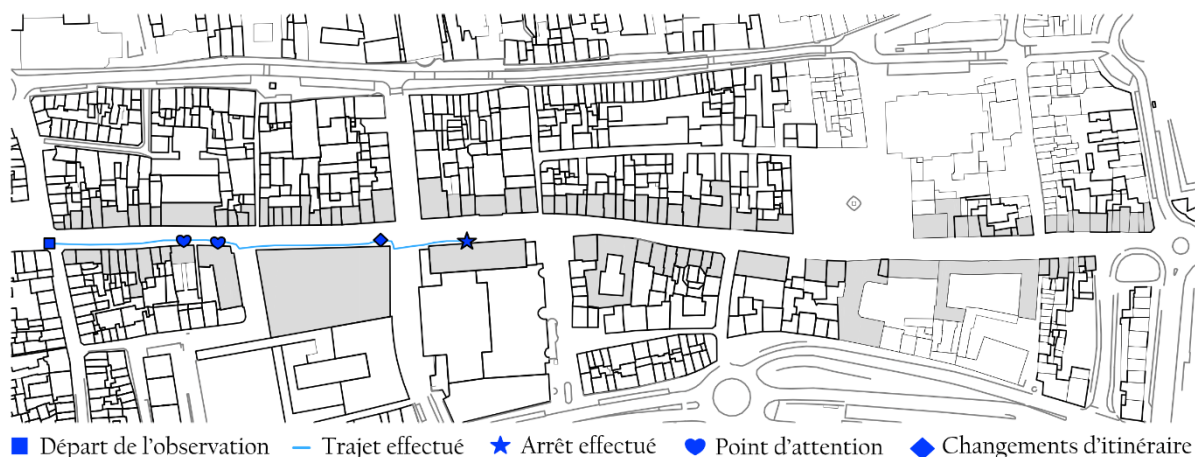 Départ de l'observation Trajet effectué Arrêt effectué Point d'attention Changements d'itinéraire